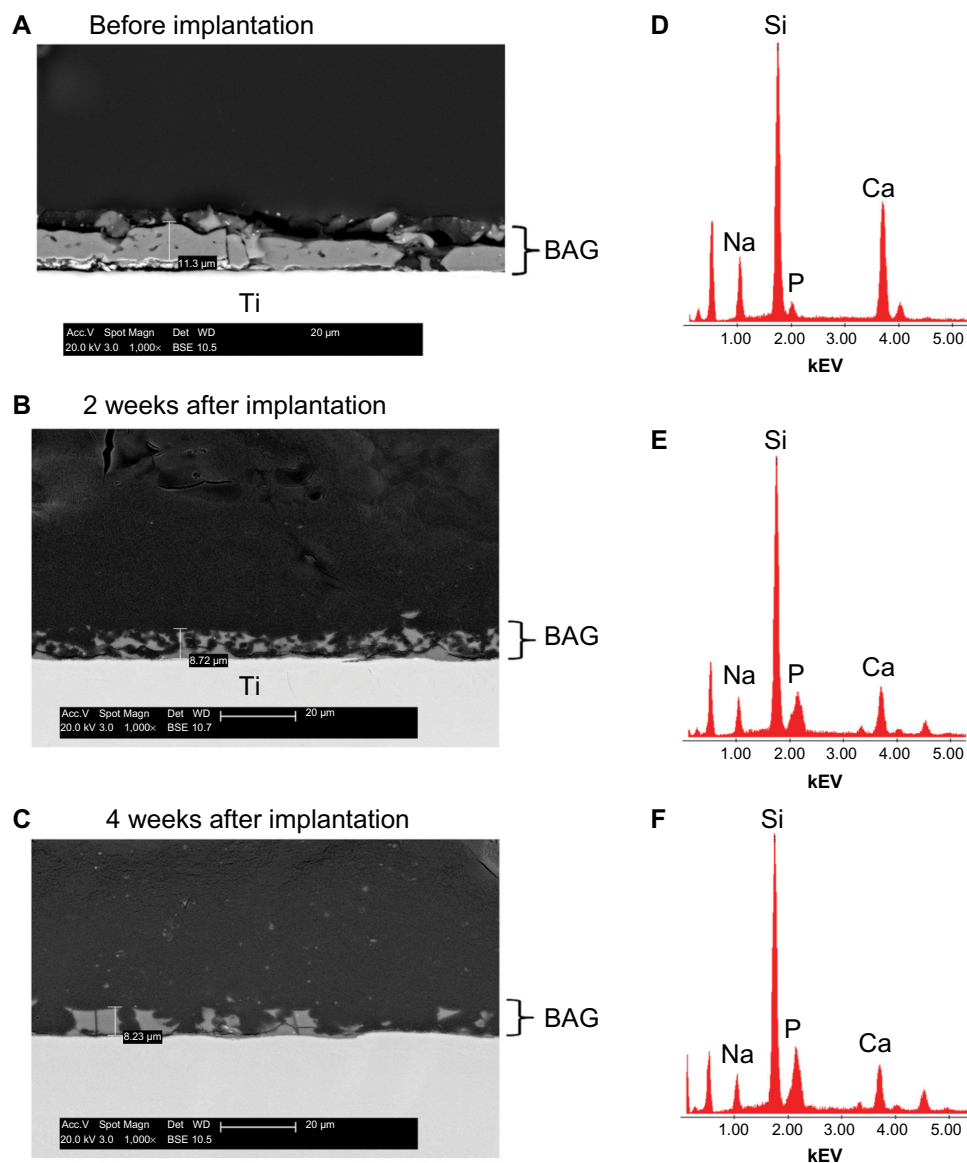 A Before implantation
11.3 µm
BAG
Ti
Acc.V Spot Magn Det WD 20 µm
20.0 kV 3.0 1,000× BSE 10.5
D
Si
Na
P
Ca
1.00 2.00 3.00 4.00 5.00
kEV
B 2 weeks after implantation
8.72 µm
BAG
Ti
Acc.V Spot Magn Det WD 20 µm
20.0 kV 3.0 1,000× BSE 10.7
E
Si
Na
P
Ca
1.00 2.00 3.00 4.00 5.00
kEV
C 4 weeks after implantation
8.23 µm
BAG
Acc.V Spot Magn Det WD 20 µm
20.0 kV 3.0 1,000× BSE 10.5
F
Si
Na
P
Ca
1.00 2.00 3.00 4.00 5.00
kEV